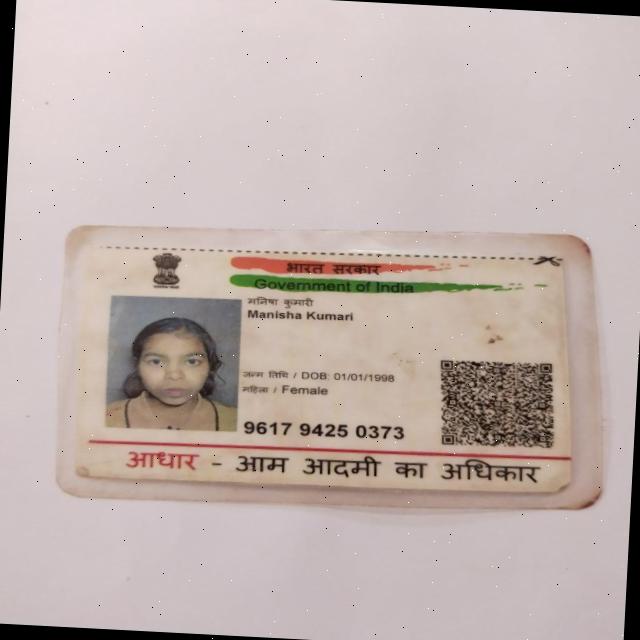 भारत सरकार
Government of India
मनिषा कुमारी
Manisha Kumari
जन्म तिथि / DOB: 01/01/1998
महिला / Female
9617 9425 0373
आधार - आम आदमी का अधिकार